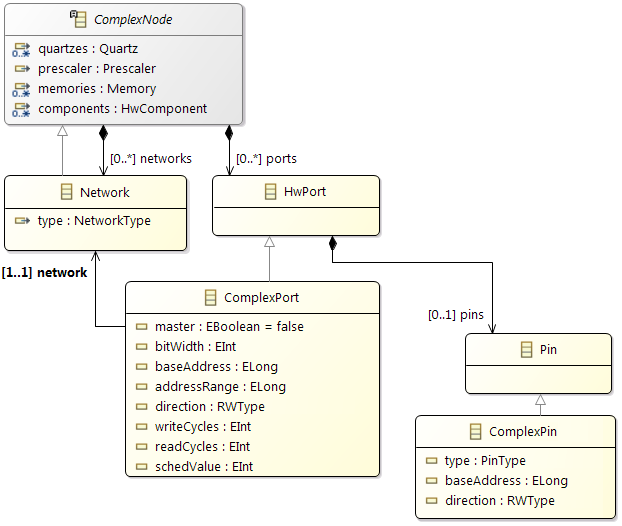 ComplexNode
0..* quartzes : Quartz
prescaler : Prescaler
0..* memories : Memory
0..* components : HwComponent
[0..*] networks
[0..*] ports
Network
type : NetworkType
HwPort
[1..1] network
ComplexPort
master : EBoolean = false
bitWidth : EInt
baseAddress : ELong
addressRange : ELong
direction : RWType
writeCycles : EInt
readCycles : EInt
schedValue : EInt
[0..1] pins
Pin
ComplexPin
type : PinType
baseAddress : ELong
direction : RWType